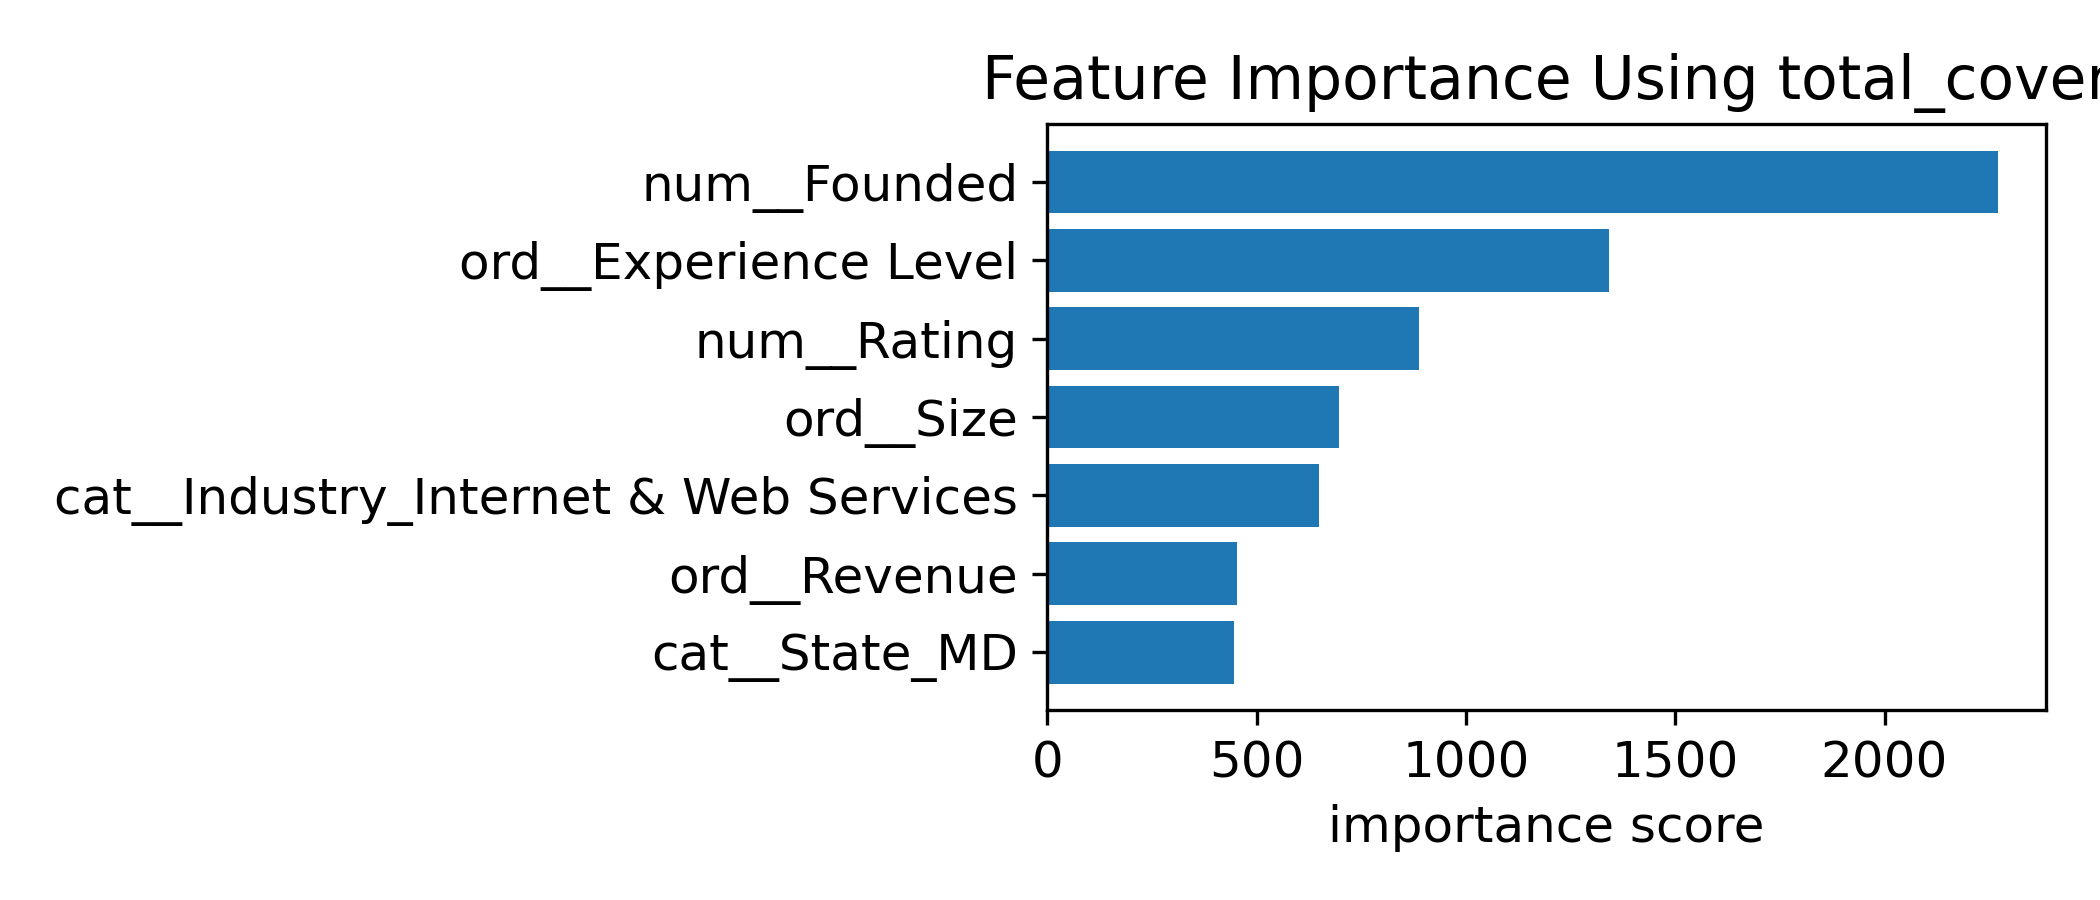 Feature Importance Using total_cover
num__Founded
ord__Experience Level
num__Rating
ord__Size
cat__Industry_Internet & Web Services
ord__Revenue
cat__State_MD
0 500 1000 1500 2000
importance score